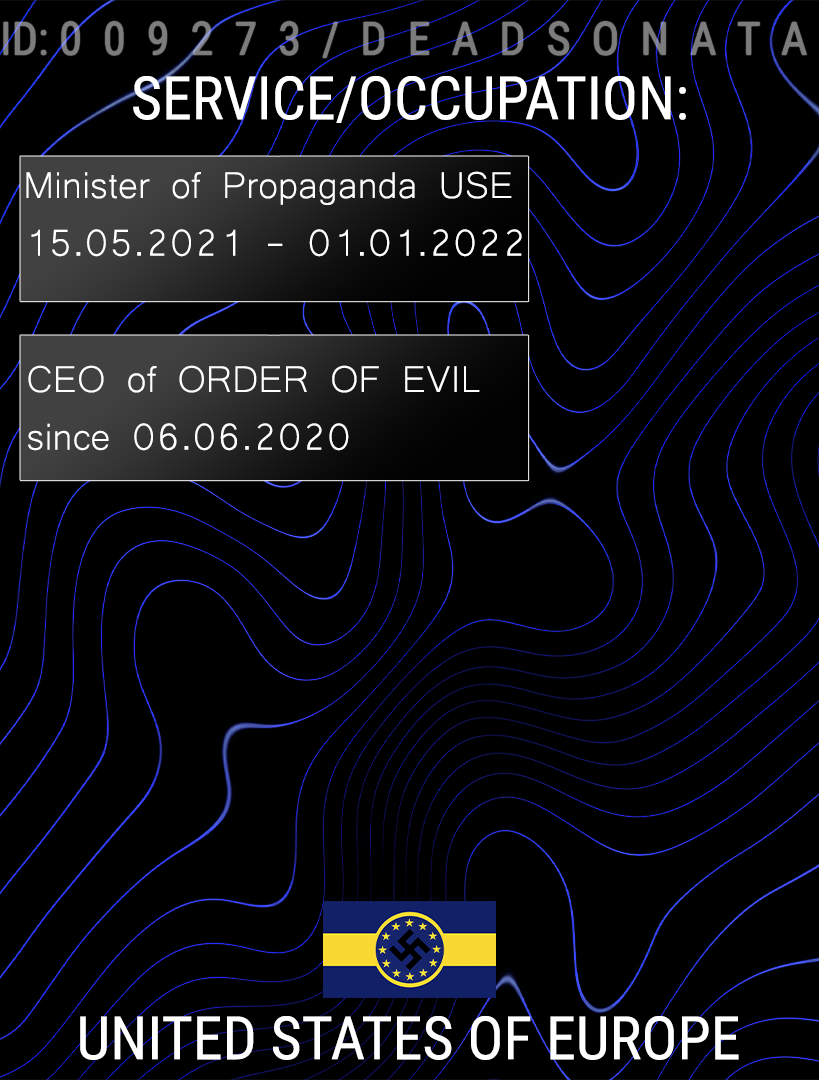 ID:009273/DEADSONATA
SERVICE/OCCUPATION:
Minister of Propaganda USE
15.05.2021 - 01.01.2022
CEO of ORDER OF EVIL
since 06.06.2020
UNITED STATES OF EUROPE